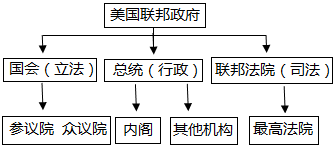 美国联邦政府
国会（立法） 总统（行政） 联邦法院（司法）
参议院 众议院 内阁 其他机构 最高法院